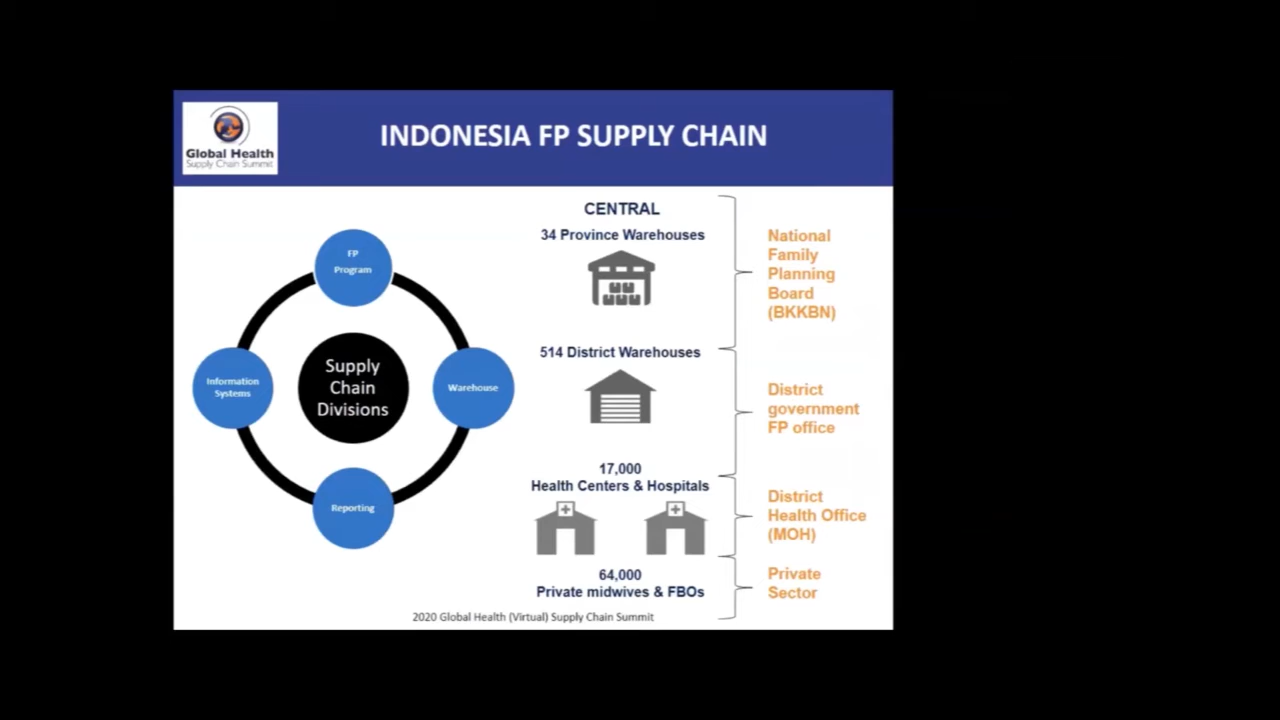 Global Health
Supply Chain Summit
INDONESIA FP SUPPLY CHAIN
FP
Program
Information
Systems
Supply
Chain
Divisions
Warehouse
Reporting
CENTRAL
34 Province Warehouses
National
Family
Planning
Board
(BKKBN)
514 District Warehouses
District
government
FP office
17,000
Health Centers & Hospitals
District
Health Office
(MOH)
64,000
Private midwives & FBOs
Private
Sector
2020 Global Health (Virtual) Supply Chain Summit